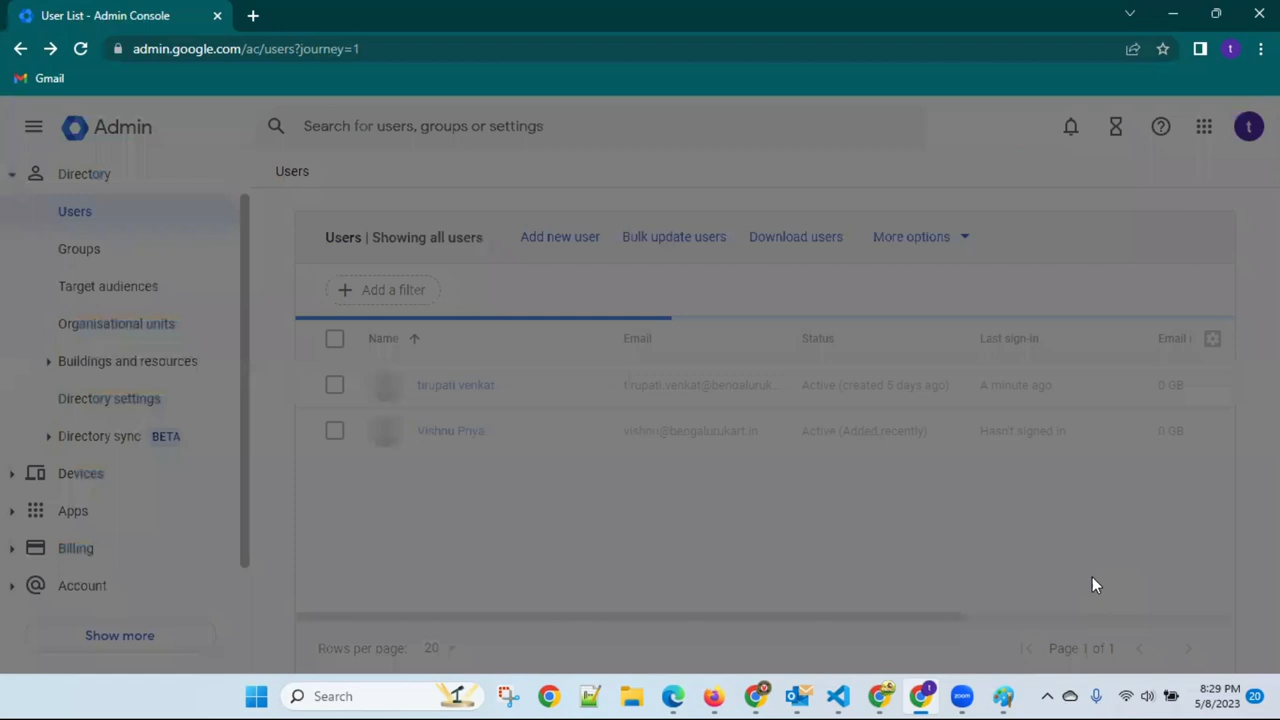 User List - Admin Console
admin.google.com/ac/users?journey=1
t
Gmail
Admin
Search for users, groups or settings
t
Directory
Users
Groups
Target audiences
Organisational units
Buildings and resources
Directory settings
Directory sync BETA
Devices
Apps
Billing
Account
Show more
Users
Users | Showing all users Add new user Bulk update users Download users More options
Add a filter
Name Email Status Last sign-in Email
tirupati venkat tirupati.venkat@bengaluruk... Active (created 5 days ago) A minute ago 0 GB
Vishnu Priya vishnu@bengalurukart.in Active (Added recently) Hasn't signed in 0 GB
Rows per page: 20 Page 1 of 1
Search
zoom
8:29 PM
5/8/2023
20